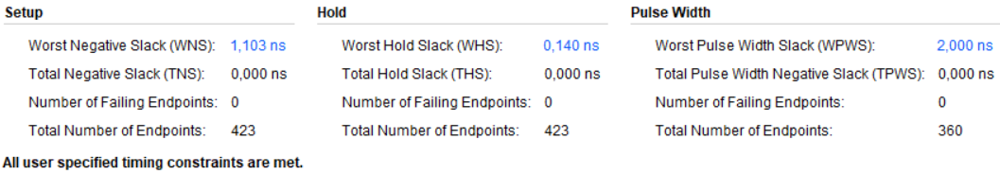 Setup
Worst Negative Slack (WNS): 1,103 ns
Total Negative Slack (TNS): 0,000 ns
Number of Failing Endpoints: 0
Total Number of Endpoints: 423
Hold
Worst Hold Slack (WHS): 0,140 ns
Total Hold Slack (THS): 0,000 ns
Number of Failing Endpoints: 0
Total Number of Endpoints: 423
Pulse Width
Worst Pulse Width Slack (WPWS): 2,000 ns
Total Pulse Width Negative Slack (TPWS): 0,000 ns
Number of Failing Endpoints: 0
Total Number of Endpoints: 360
All user specified timing constraints are met.